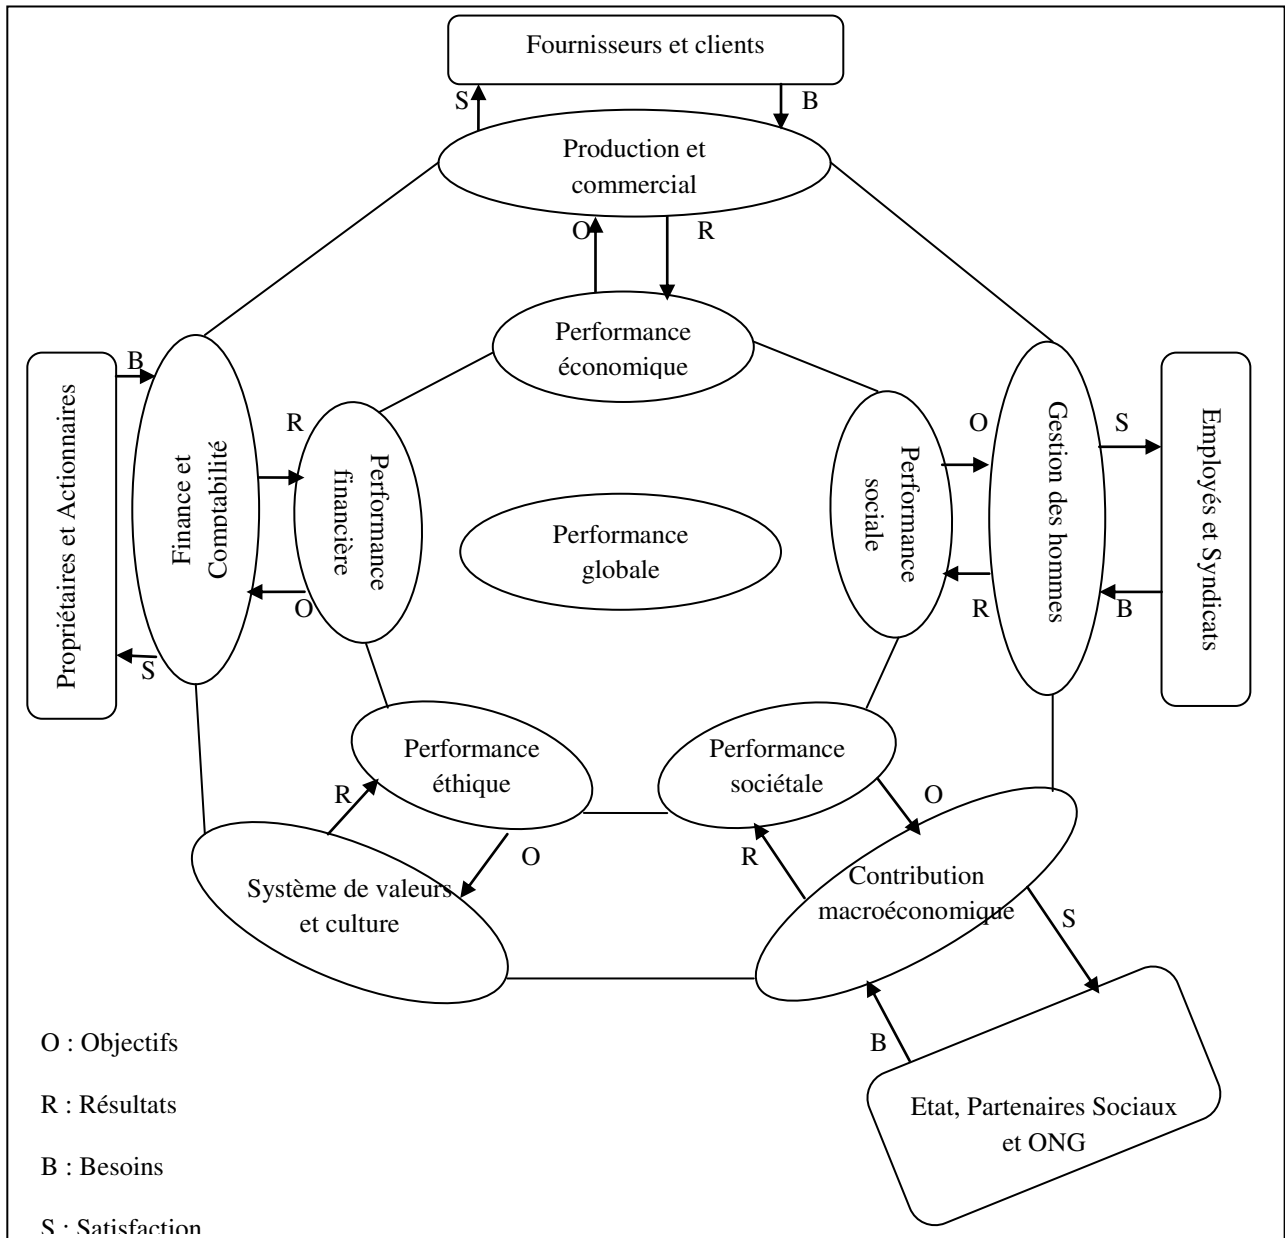 Fournisseurs et clients
S
B
Production et
commercial
O
R
Performance
économique
B
Propriétaires et Actionnaires
S
Finance et
Comptabilité
R
O
Performance
financière
Performance
globale
Performance
sociale
O
R
Gestion des hommes
S
B
Employés et Syndicats
Performance
éthique
R
O
Système de valeurs
et culture
Performance
sociétale
O
R
Contribution
macroéconomique
S
B
Etat, Partenaires Sociaux
et ONG
O : Objectifs
R : Résultats
B : Besoins
S : Satisfaction